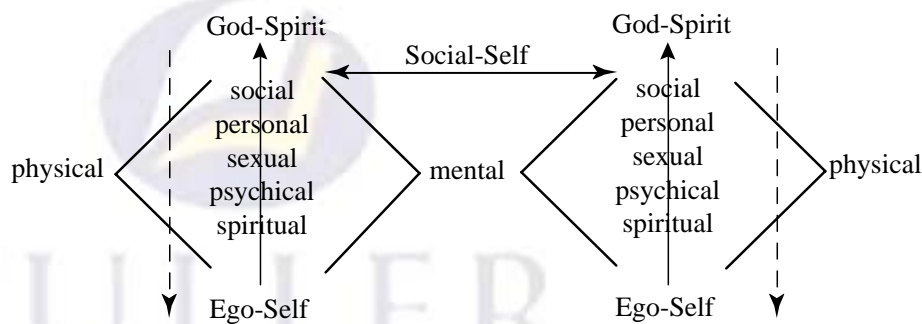 God-Spirit God-Spirit
Social-Self
social social
personal personal
sexual sexual
physical mental physical
psychical psychical
spiritual spiritual
Ego-Self Ego-Self